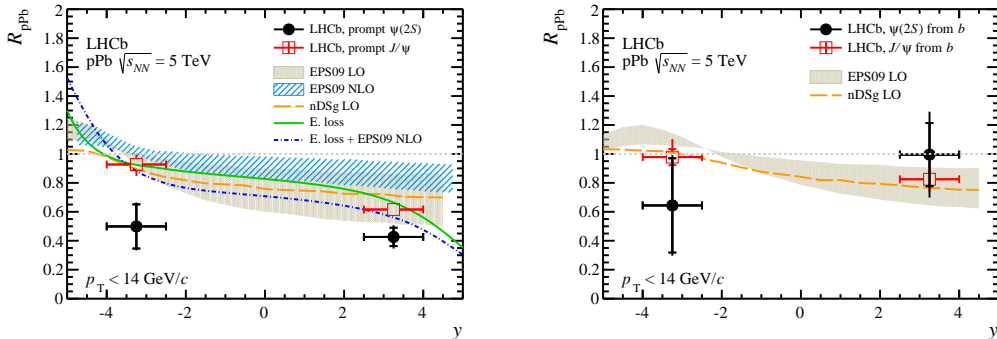 R_pPb
2
1.8
1.6
1.4
1.2
1
0.8
0.6
0.4
0.2
0
LHCb
pPb √s_NN = 5 TeV
LHCb, prompt ψ(2S)
LHCb, prompt J/ψ
EPS09 LO
EPS09 NLO
nDSg LO
E. loss
E. loss + EPS09 NLO
p_T < 14 GeV/c
-4 -2 0 2 4
y
R_pPb
2
1.8
1.6
1.4
1.2
1
0.8
0.6
0.4
0.2
0
LHCb
pPb √s_NN = 5 TeV
LHCb, ψ(2S) from b
LHCb, J/ψ from b
EPS09 LO
nDSg LO
p_T < 14 GeV/c
-4 -2 0 2 4
y